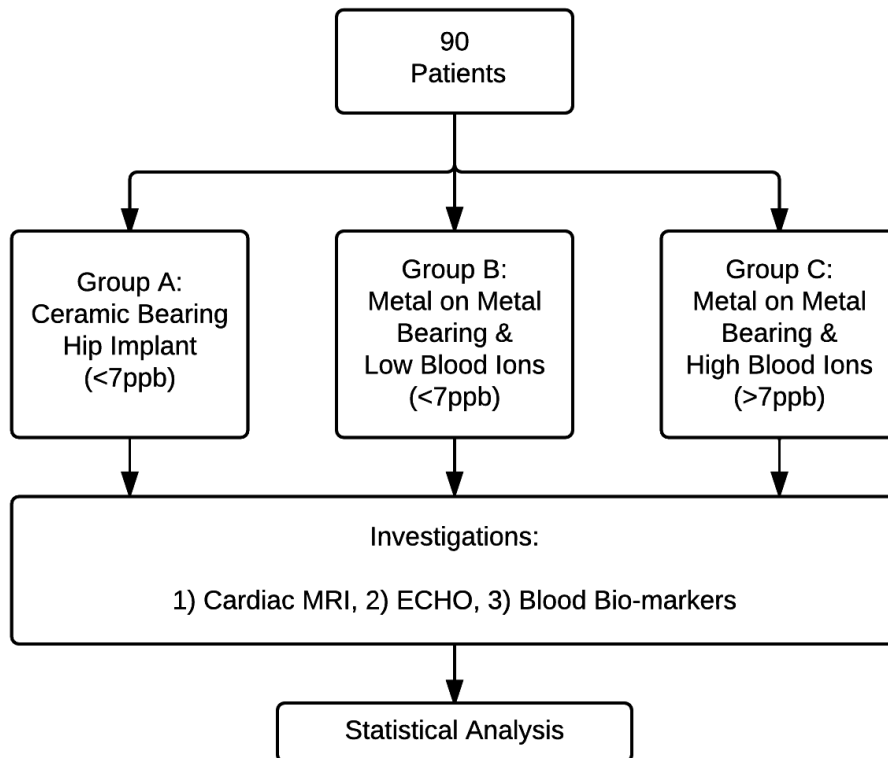 90
Patients
Group A:
Ceramic Bearing
Hip Implant
(<7ppb)
Group B:
Metal on Metal
Bearing &
Low Blood Ions
(<7ppb)
Group C:
Metal on Metal
Bearing &
High Blood Ions
(>7ppb)
Investigations:
1) Cardiac MRI, 2) ECHO, 3) Blood Bio-markers
Statistical Analysis